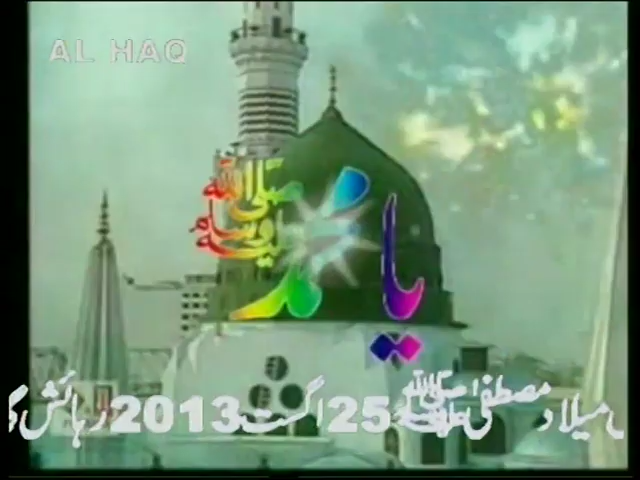 AL HAQ
صلی اللہ علیہ وسلم
یا محمد
میلاد مصطفیٰ ﷺ 25 اگست 2013 رہائش